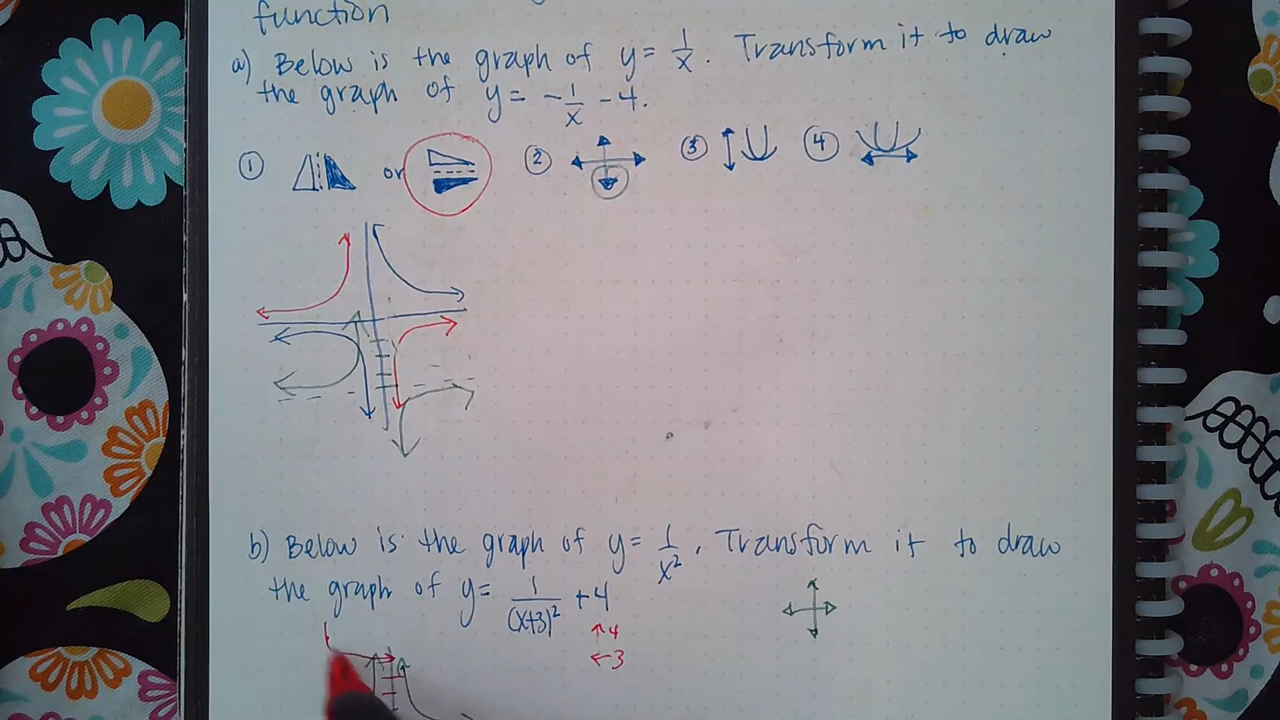 function
a) Below is the graph of y = 1/x. Transform it to draw
the graph of y = -1/x - 4.
① or ② ③ ④
b) Below is the graph of y = 1/x². Transform it to draw
the graph of y = 1/(x+3)² + 4
↑4
←3